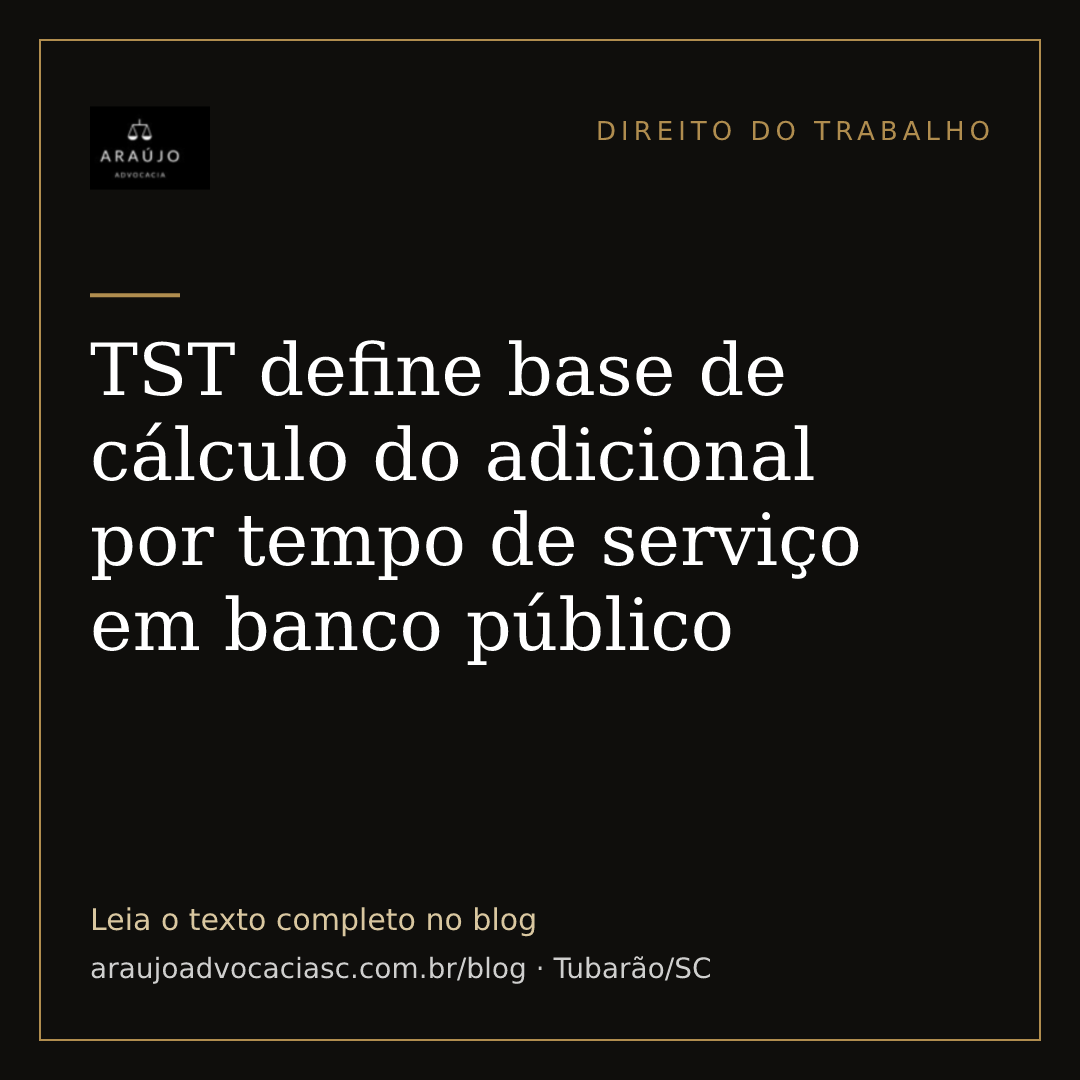 ARAÚJO
ADVOCACIA
DIREITO DO TRABALHO
TST define base de
cálculo do adicional
por tempo de serviço
em banco público
Leia o texto completo no blog
araujoadvocaciasc.com.br/blog · Tubarão/SC